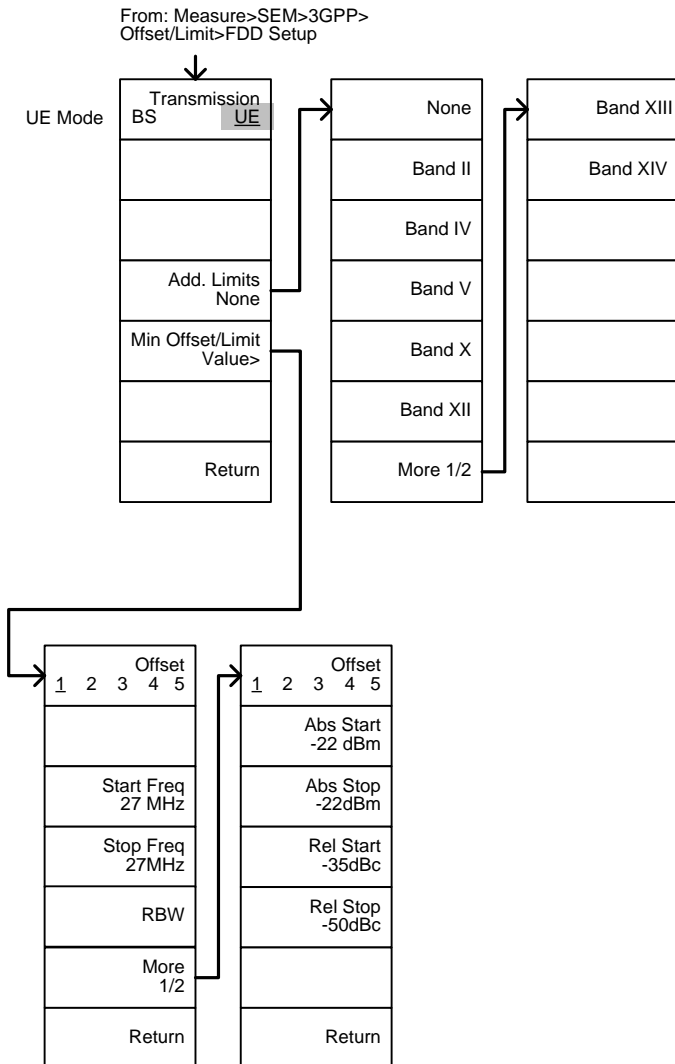 From: Measure>SEM>3GPP>
Offset/Limit>FDD Setup
UE Mode
Transmission
BS UE
Add. Limits
None
Min Offset/Limit
Value>
Return
None
Band II
Band IV
Band V
Band X
Band XII
More 1/2
Band XIII
Band XIV
Offset
1 2 3 4 5
Start Freq
27 MHz
Stop Freq
27MHz
RBW
More
1/2
Return
Offset
1 2 3 4 5
Abs Start
-22 dBm
Abs Stop
-22dBm
Rel Start
-35dBc
Rel Stop
-50dBc
Return